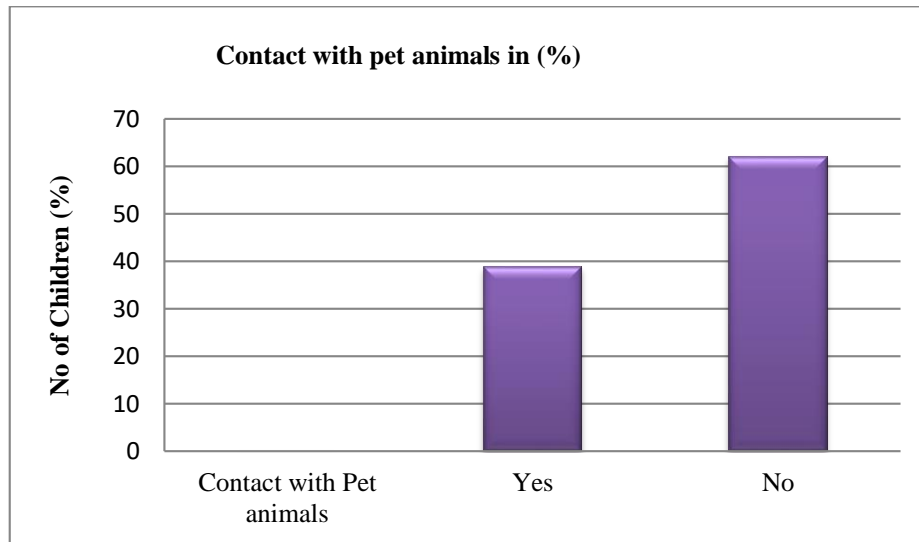 Contact with pet animals in (%)
No of Children (%)
70
60
50
40
30
20
10
0
Contact with Pet
animals
Yes
No